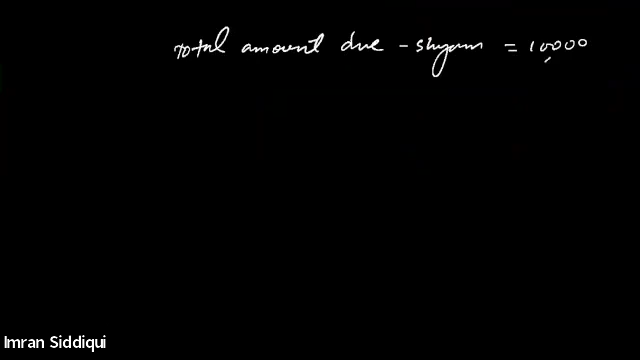 Total amount due - shyam = 10,000
Imran Siddiqui